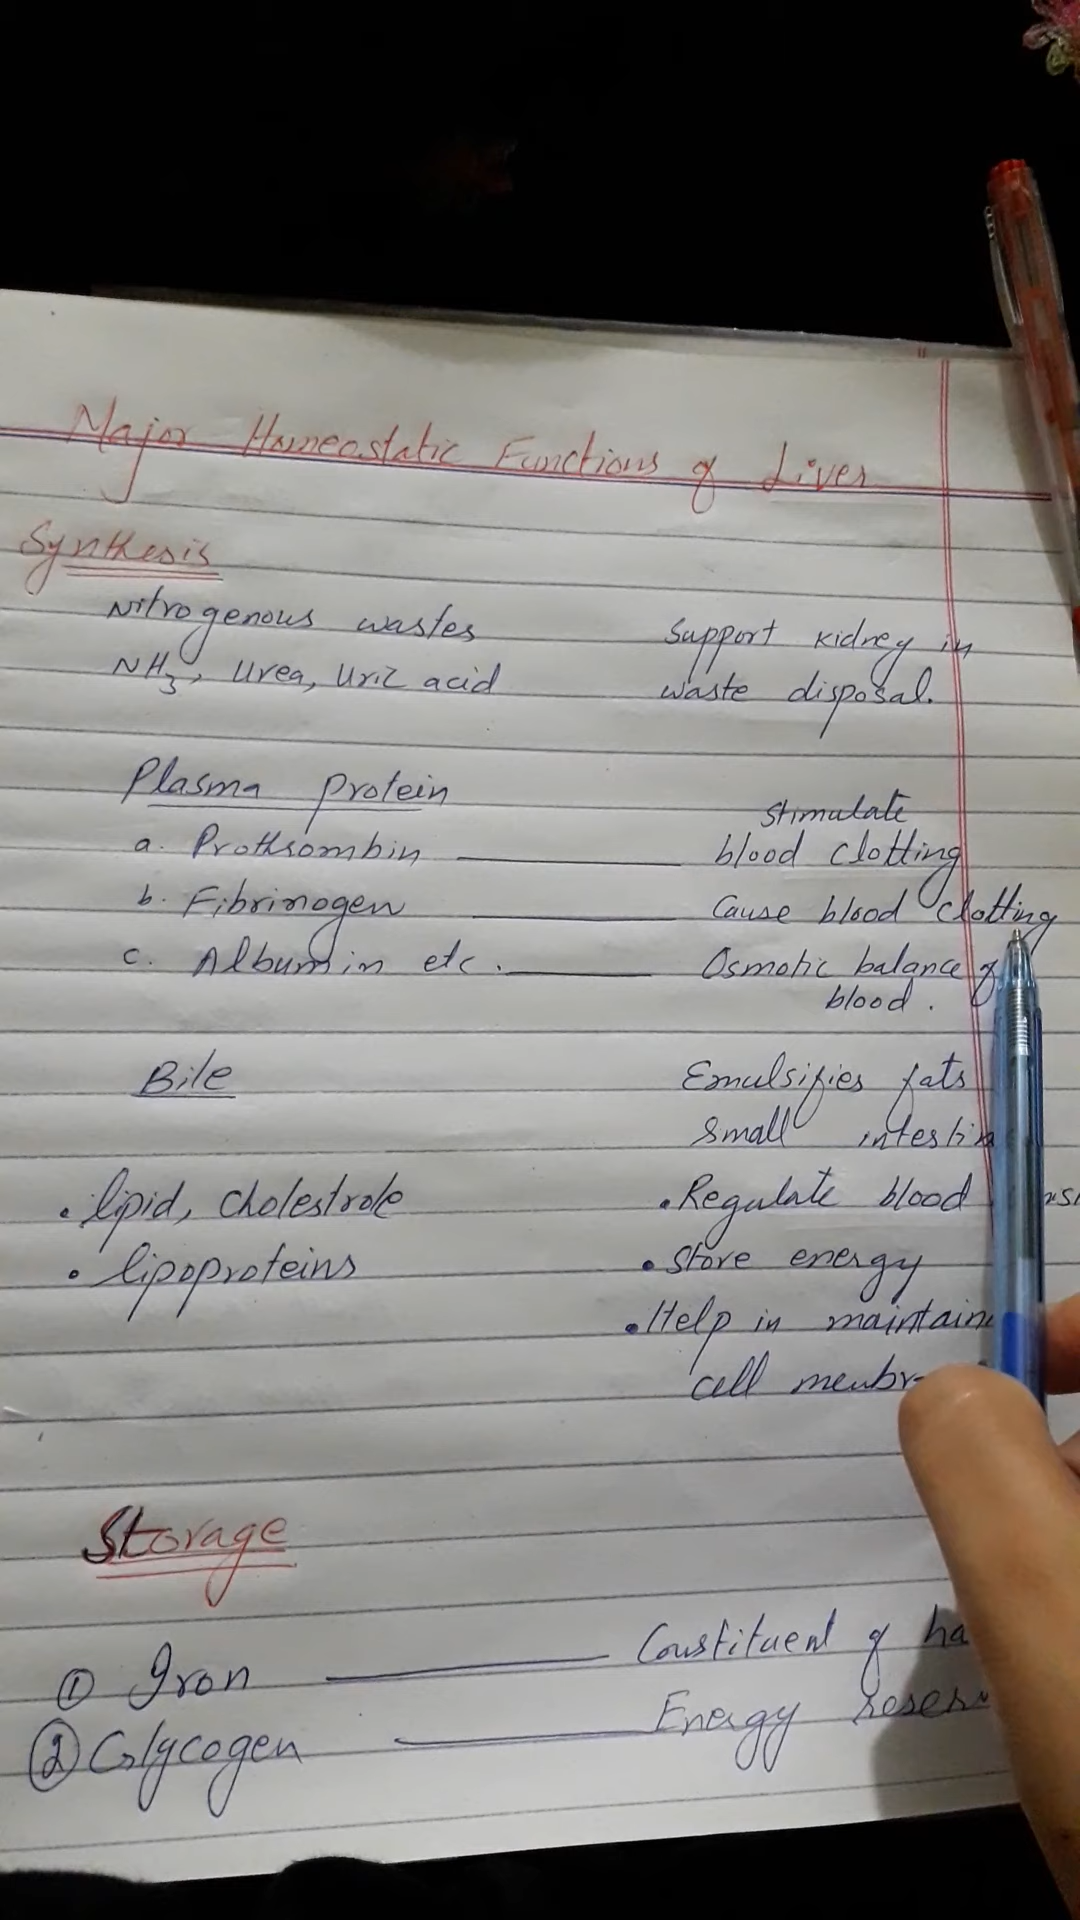 Major Homeostatic Functions of Liver
Synthesis
Nitrogenous wastes Support kidney in
NH3, Urea, Uric acid waste disposal.
Plasma protein
stimulate
a. Prothrombin blood clotting
b. Fibrinogen Cause blood clotting
c. Albumin etc. Osmotic balance of
blood.
Bile Emulsifies fats
small
• lipid, cholestrole • Regulate blood
• lipoproteins • Store energy
• Help in
cell
Storage
① Iron Constituent of
② Glycogen Energy